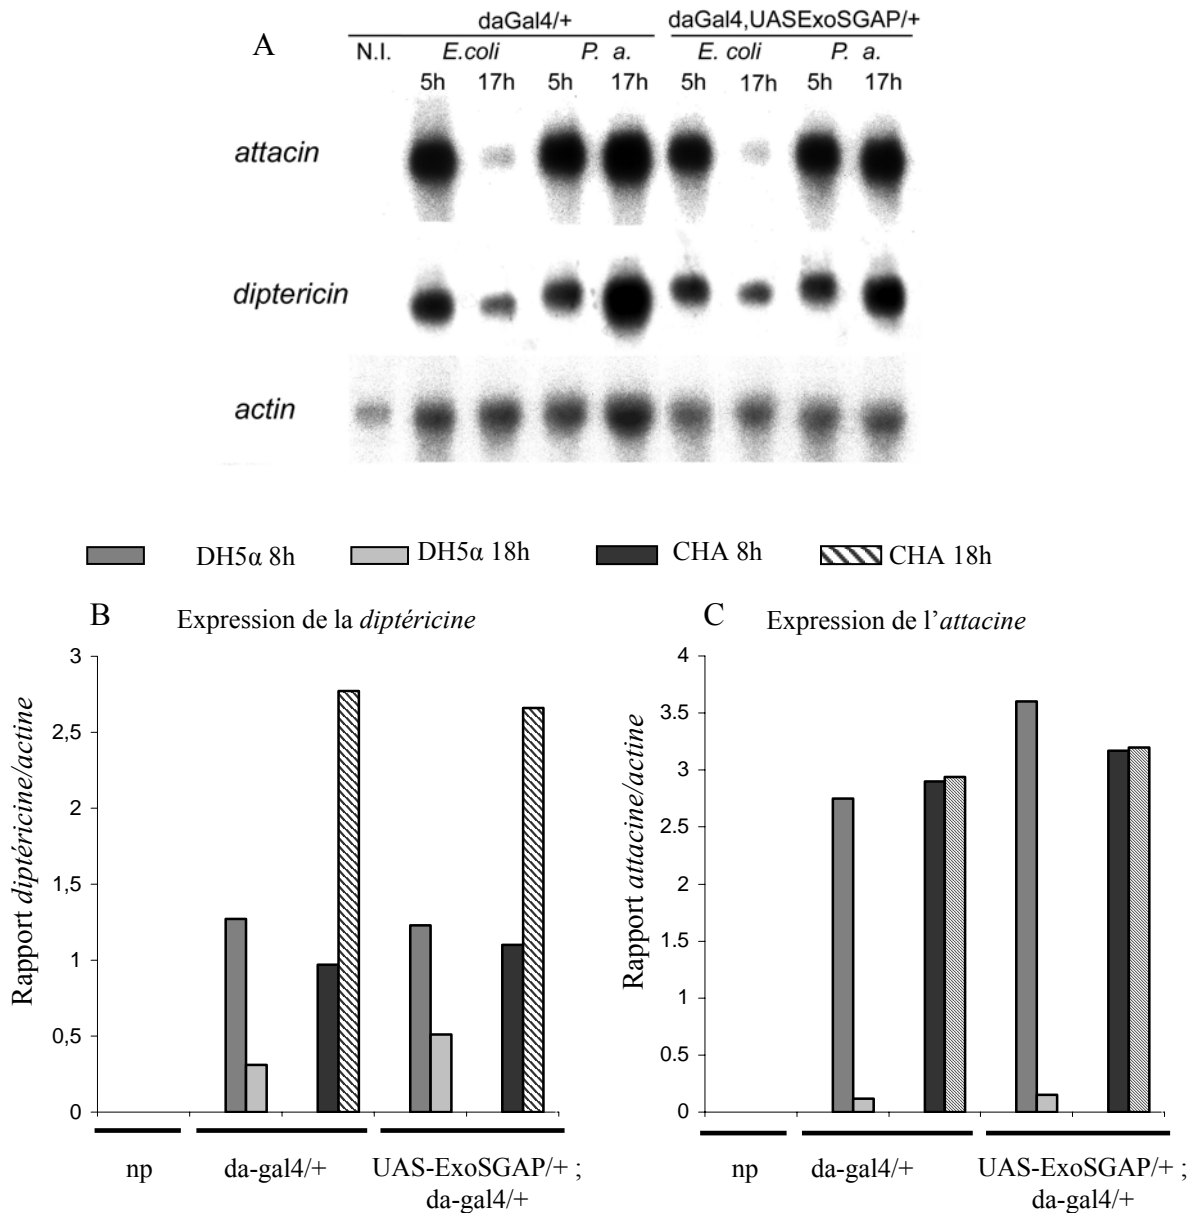 A
daGal4/+ daGal4,UASExoSGAP/+
N.I. E.coli P. a. E. coli P. a.
5h 17h 5h 17h 5h 17h 5h 17h
attacin
diptericin
actin
DH5α 8h DH5α 18h CHA 8h CHA 18h
B Expression de la diptéricine
Rapport diptéricine/actine
3
2,5
2
1,5
1
0,5
0
np da-gal4/+ UAS-ExoSGAP/+ ;
da-gal4/+
C Expression de l’attacine
Rapport attacine/actine
4
3.5
3
2.5
2
1.5
1
0.5
0
np da-gal4/+ UAS-ExoSGAP/+ ;
da-gal4/+